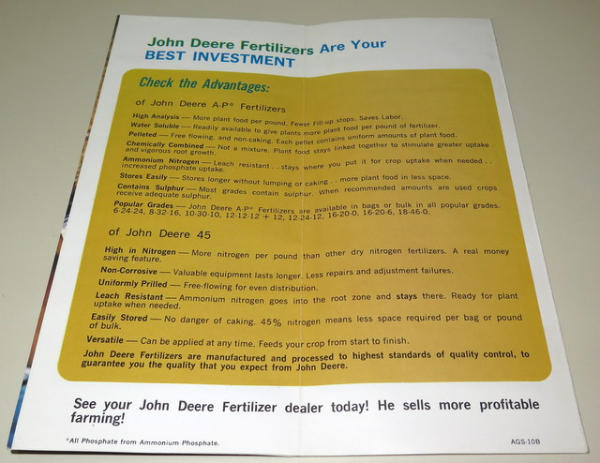 John Deere Fertilizers Are Your
BEST INVESTMENT
Check the Advantages:
of John Deere A-P* Fertilizers
High Analysis — More plant food per pound. Fewer fill-up stops. Saves Labor.
Water Soluble — Readily available to give plants more plant food per pound of fertilizer.
Pelleted — Free flowing, and non-caking. Each pellet contains uniform amounts of plant food.
Chemically Combined — Not a mixture. Plant food stays linked together to stimulate greater uptake
and vigorous root growth.
Ammonium Nitrogen — Leach resistant . . stays where you put it for crop uptake when needed . .
increased phosphate uptake.
Stores Easily — Stores longer without lumping or caking . . more plant food in less space.
Contains Sulphur — Most grades contain sulphur. When recommended amounts are used crops
receive adequate sulphur.
Popular Grades — John Deere A-P* Fertilizers are available in bags or bulk in all popular grades.
6-24-24, 8-32-16, 10-30-10, 12-12-12 + 12, 12-24-12, 16-20-0, 16-20-6, 18-46-0.
of John Deere 45
High in Nitrogen — More nitrogen per pound than other dry nitrogen fertilizers. A real money
saving feature.
Non-Corrosive — Valuable equipment lasts longer. Less repairs and adjustment failures.
Uniformly Prilled — Free-flowing for even distribution.
Leach Resistant — Ammonium nitrogen goes into the root zone and stays there. Ready for plant
uptake when needed.
Easily Stored — No danger of caking. 45% nitrogen means less space required per bag or pound
of bulk.
Versatile — Can be applied at any time. Feeds your crop from start to finish.
John Deere Fertilizers are manufactured and processed to highest standards of quality control, to
guarantee you the quality that you expect from John Deere.
See your John Deere Fertilizer dealer today! He sells more profitable
farming!
*All Phosphate from Ammonium Phosphate.
AGS-10B